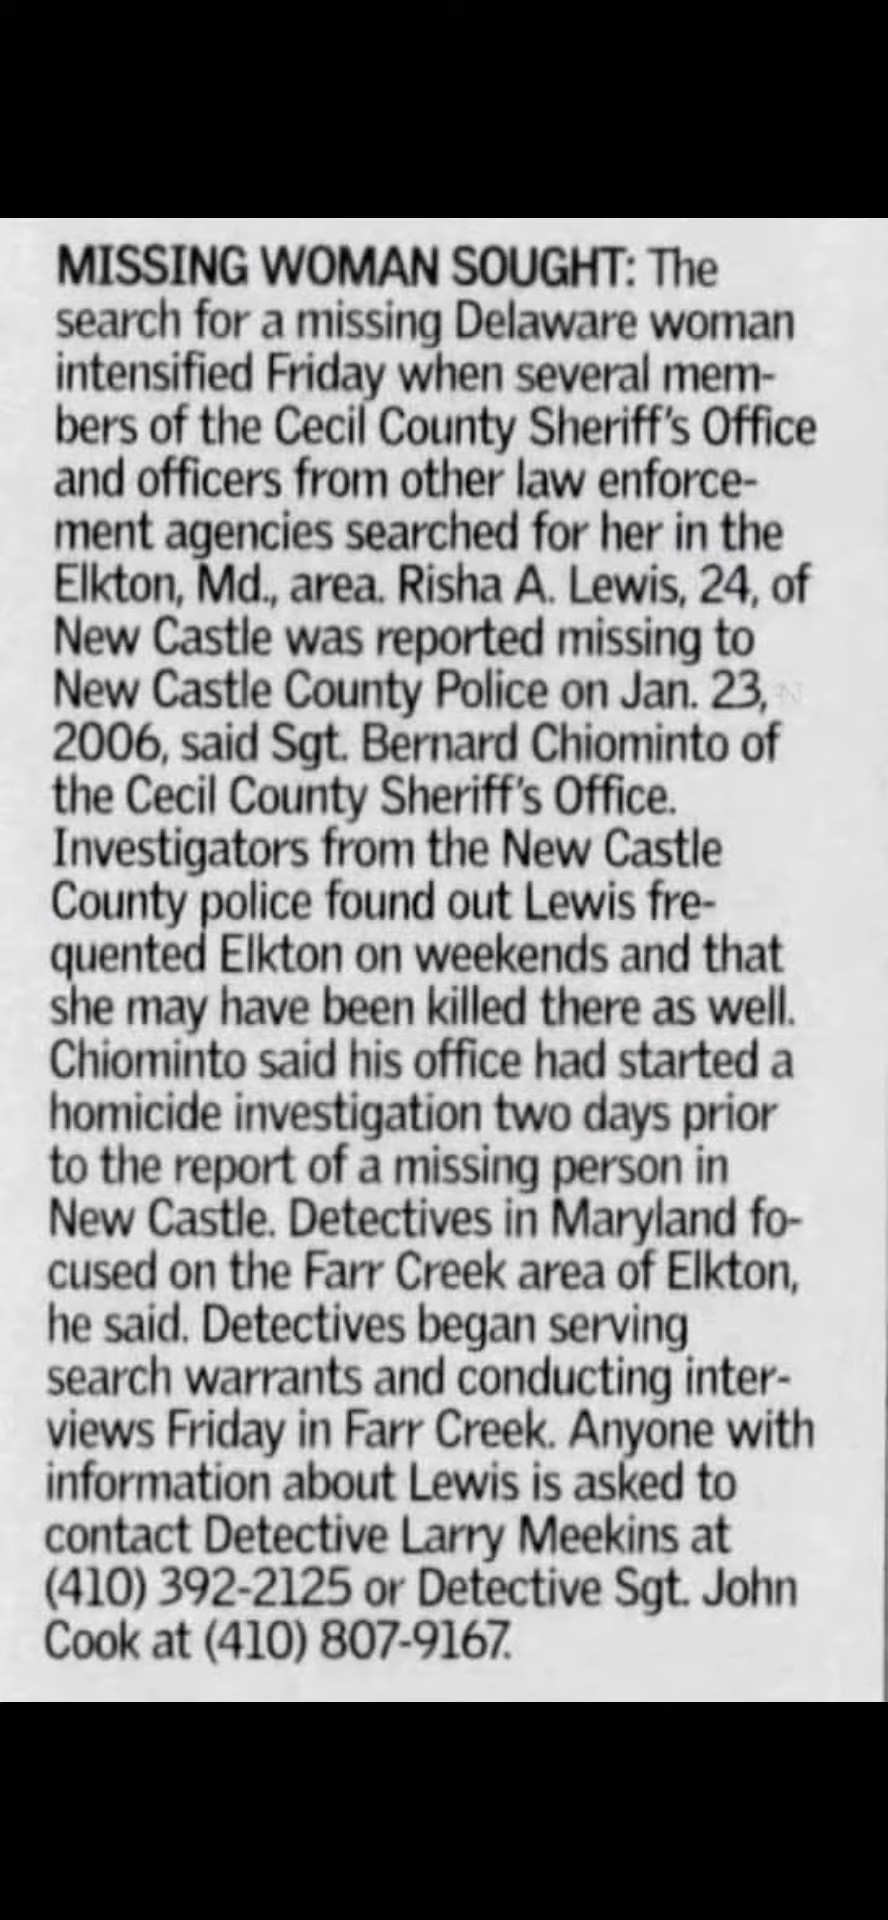 MISSING WOMAN SOUGHT: The
search for a missing Delaware woman
intensified Friday when several mem-
bers of the Cecil County Sheriff's Office
and officers from other law enforce-
ment agencies searched for her in the
Elkton, Md., area. Risha A. Lewis, 24, of
New Castle was reported missing to
New Castle County Police on Jan. 23,
2006, said Sgt. Bernard Chiominto of
the Cecil County Sheriff's Office.
Investigators from the New Castle
County police found out Lewis fre-
quented Elkton on weekends and that
she may have been killed there as well.
Chiominto said his office had started a
homicide investigation two days prior
to the report of a missing person in
New Castle. Detectives in Maryland fo-
cused on the Farr Creek area of Elkton,
he said. Detectives began serving
search warrants and conducting inter-
views Friday in Farr Creek. Anyone with
information about Lewis is asked to
contact Detective Larry Meekins at
(410) 392-2125 or Detective Sgt. John
Cook at (410) 807-9167.